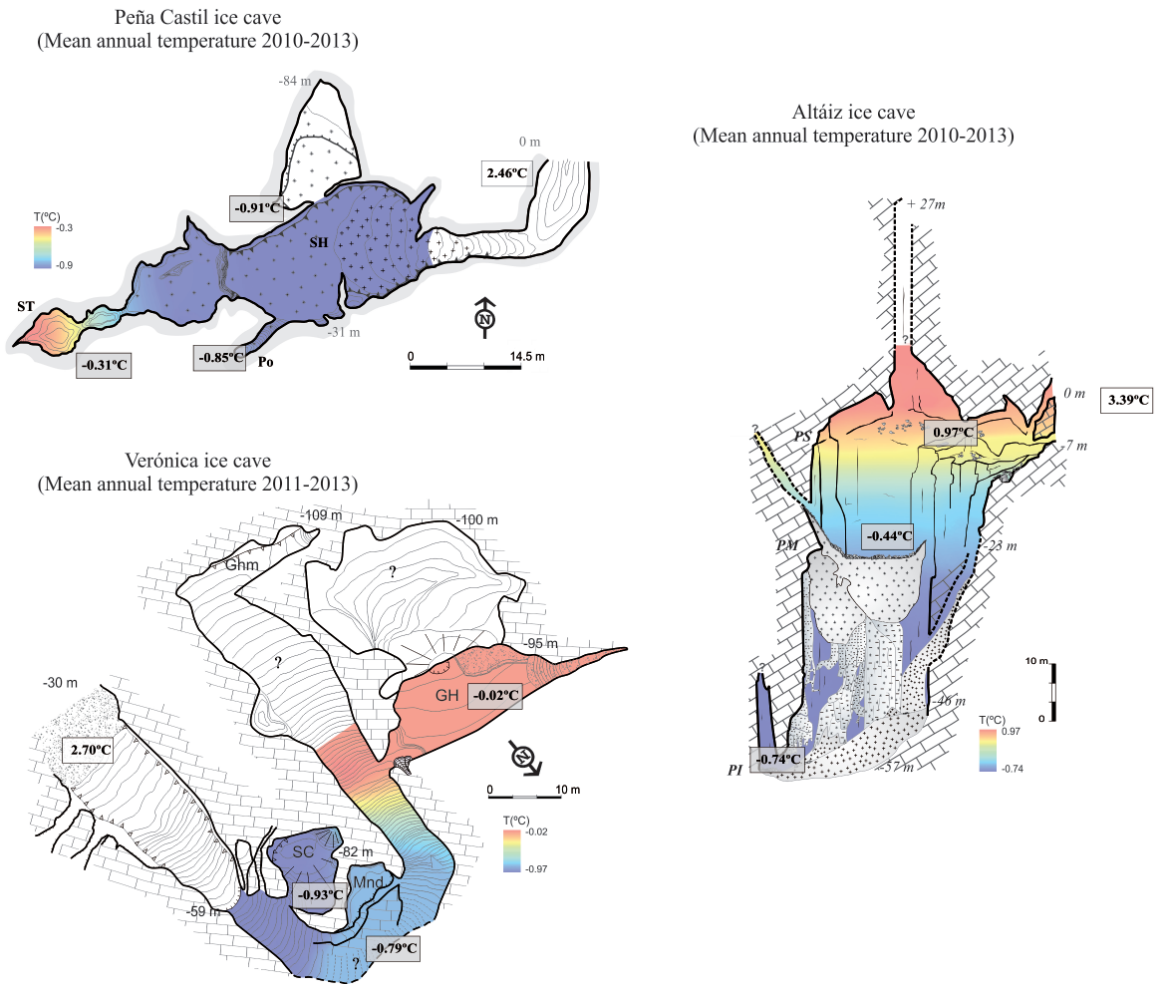 Peña Castil ice cave
(Mean annual temperature 2010-2013)
-84 m
0 m
2.46ºC
-0.91ºC
T(ºC)
-0.3
-0.9
SH
ST
-31 m
N
-0.31ºC
-0.85ºC
Po
0
14.5 m
Altáiz ice cave
(Mean annual temperature 2010-2013)
+ 27m
?
0 m
3.39ºC
?
PS
0.97ºC
-7 m
-0.44ºC
PM
-23 m
?
10 m
0
-46 m
T(ºC)
0.97
-0.74
-0.74ºC
PI
-57 m
Verónica ice cave
(Mean annual temperature 2011-2013)
-109 m
-100 m
Ghm
?
-95 m
?
-30 m
GH
-0.02ºC
2.70ºC
N
0
10 m
T(ºC)
-0.02
-0.97
SC
-82 m
Mnd
-0.93ºC
-59 m
-0.79ºC
?